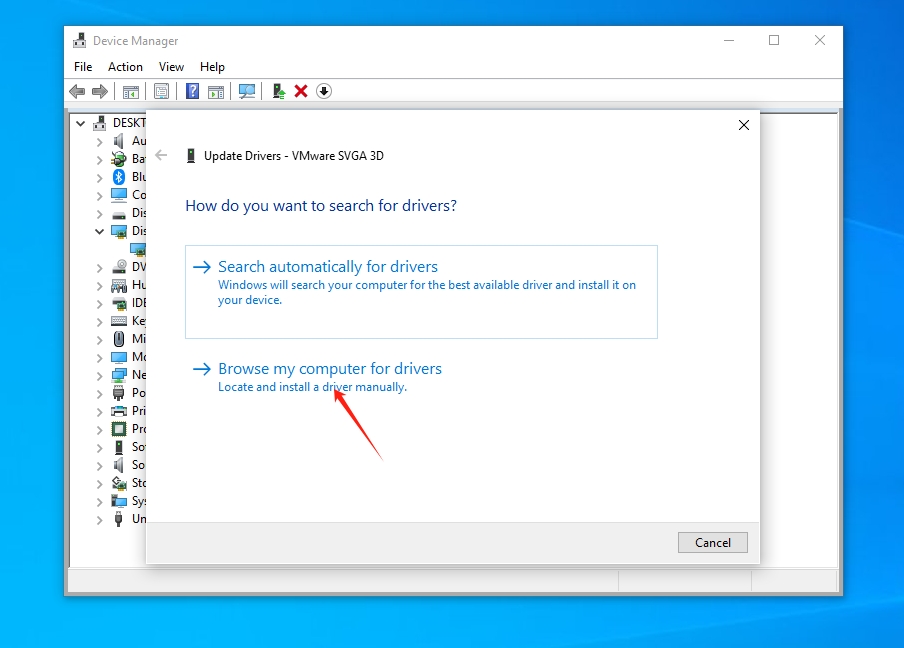 Device Manager
File Action View Help
DESKT
Au
Bat
Blu
Co
Dis
Dis
DV
Hu
IDE
Key
Mi
Mo
Ne
Po
Pri
Pro
So
So
Sto
Sys
Un
Update Drivers - VMware SVGA 3D
How do you want to search for drivers?
Search automatically for drivers
Windows will search your computer for the best available driver and install it on
your device.
Browse my computer for drivers
Locate and install a driver manually.
Cancel